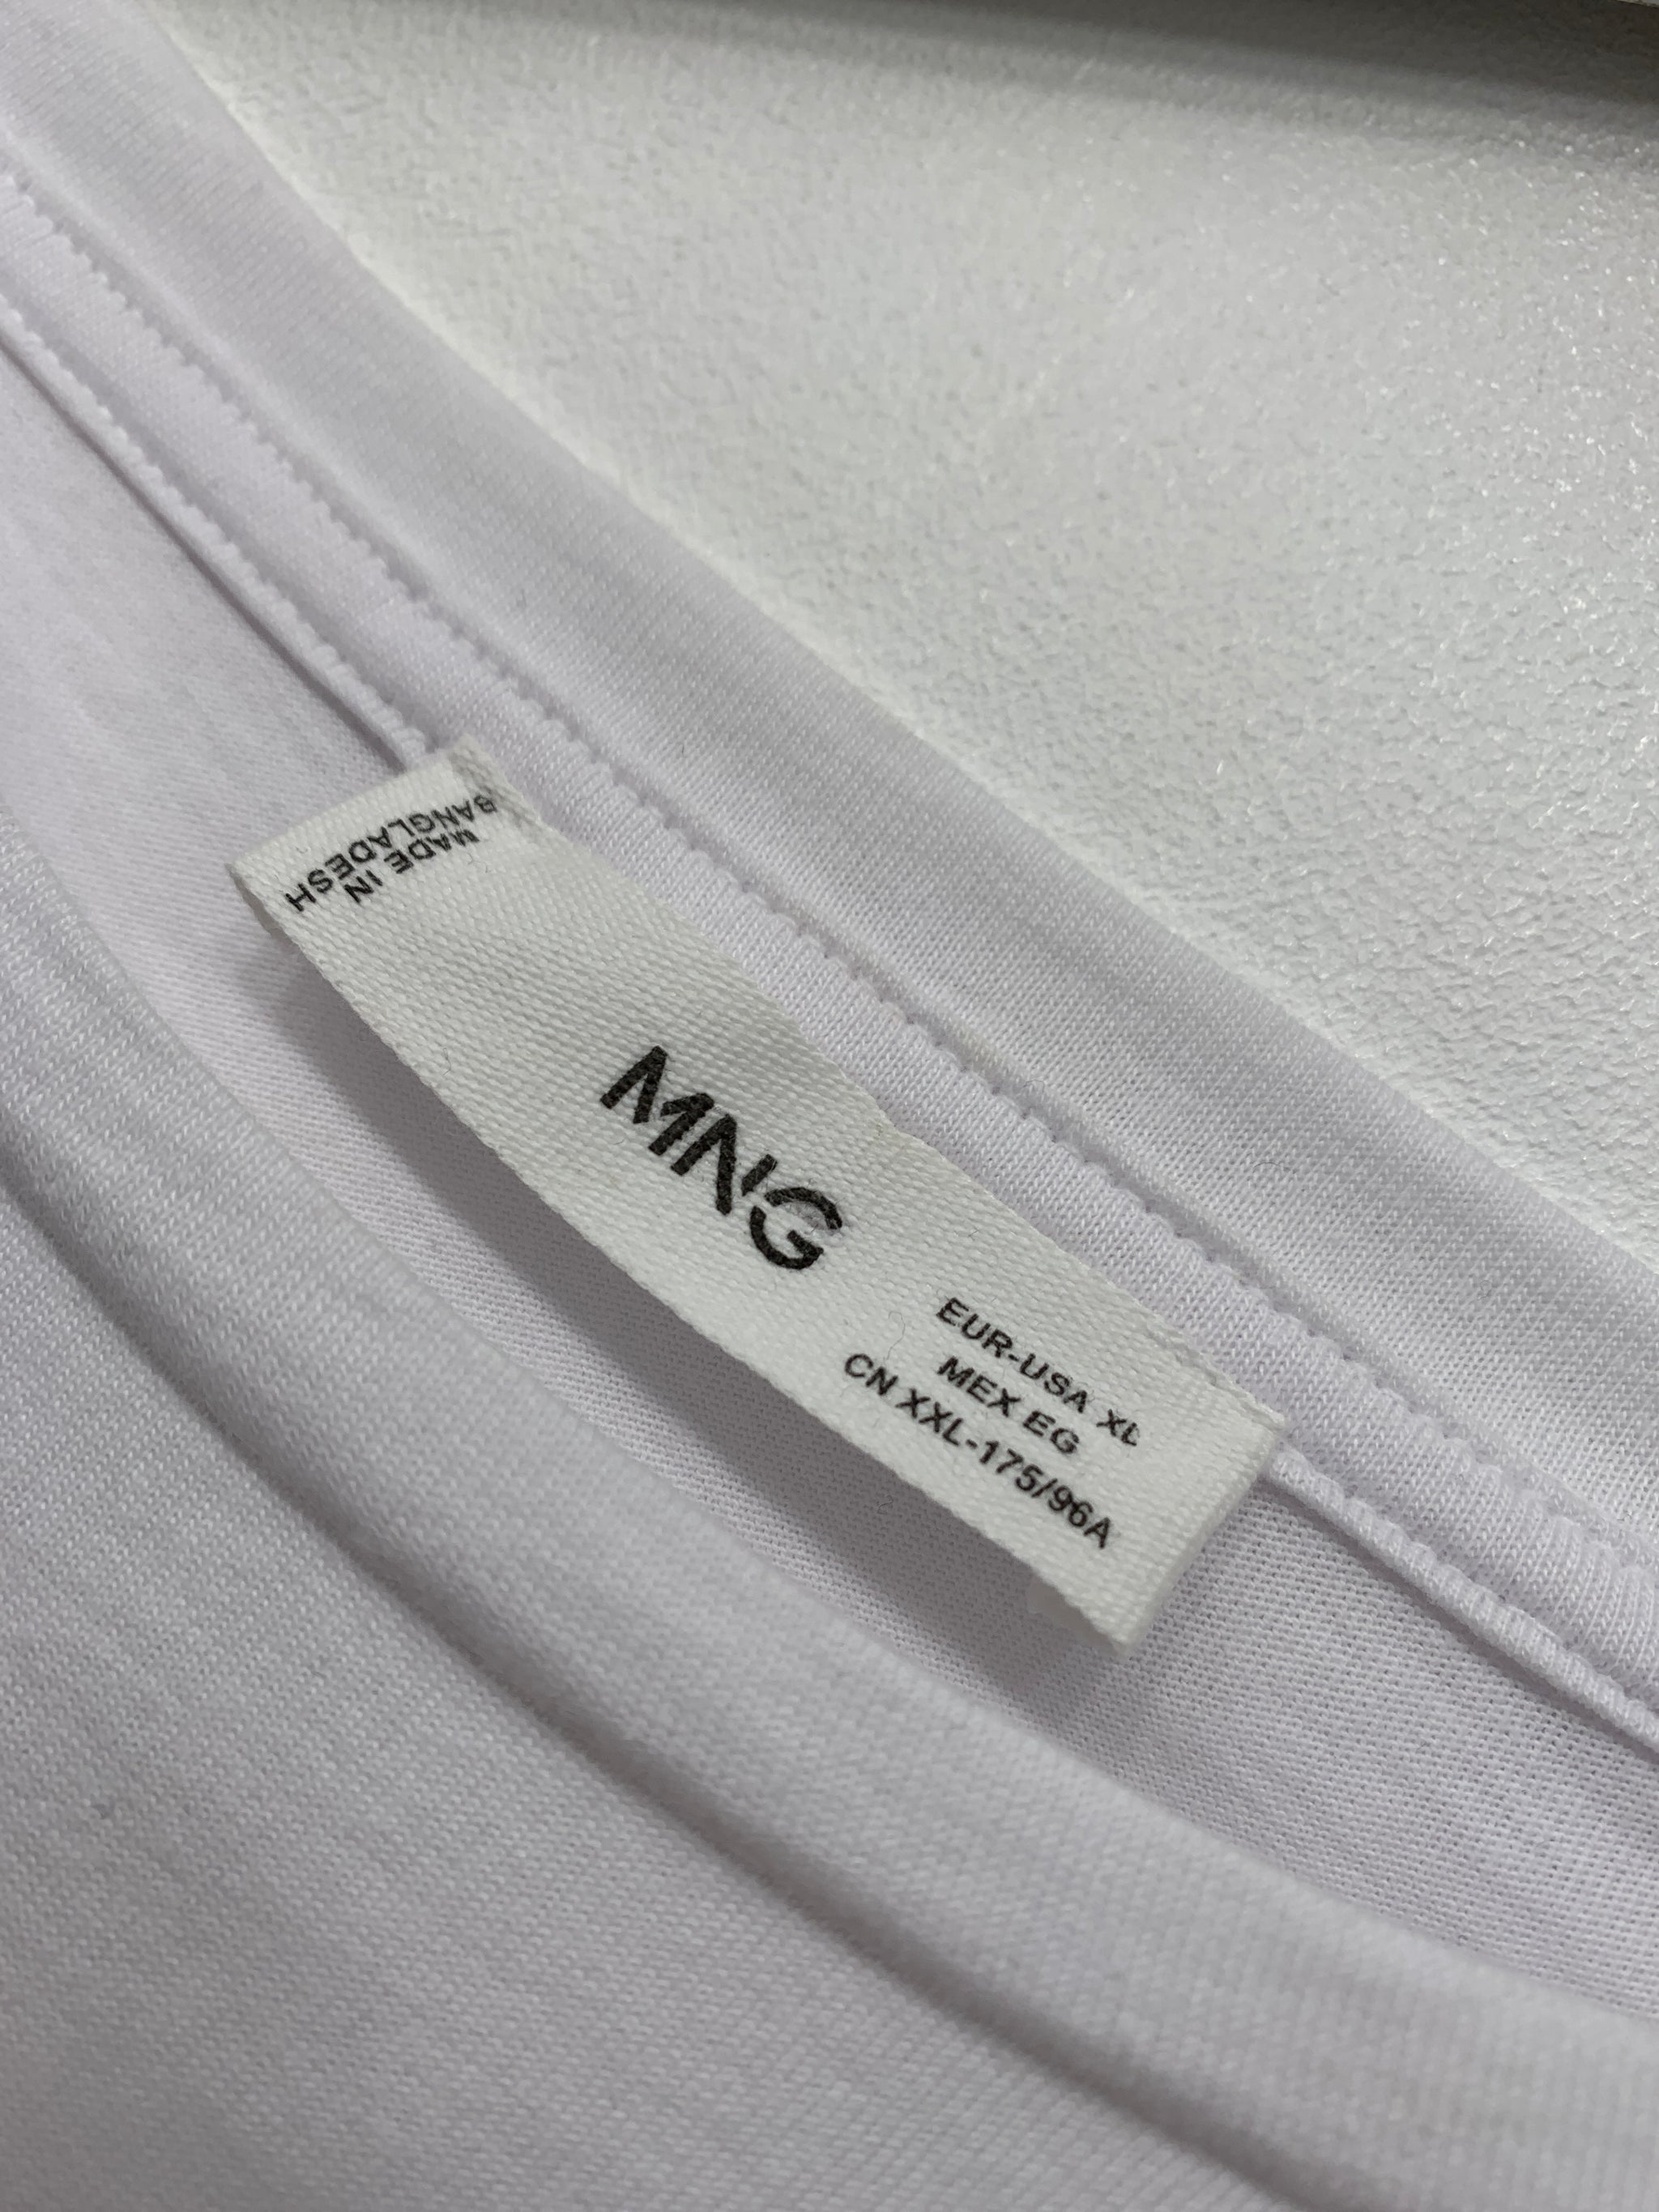 MADE IN
BANGLADESH
MNG
EUR-USA XL
MEX EG
CN XXL-175/96A